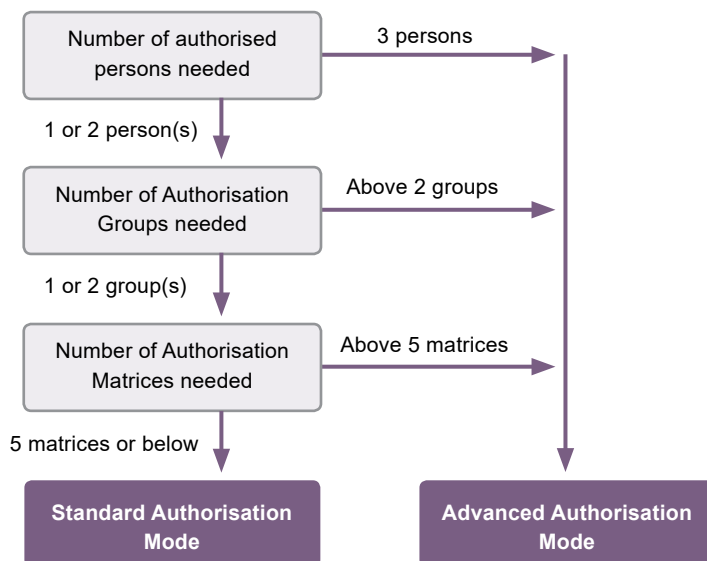 Number of authorised
persons needed
3 persons
1 or 2 person(s)
Number of Authorisation
Groups needed
Above 2 groups
1 or 2 group(s)
Number of Authorisation
Matrices needed
Above 5 matrices
5 matrices or below
Standard Authorisation
Mode
Advanced Authorisation
Mode